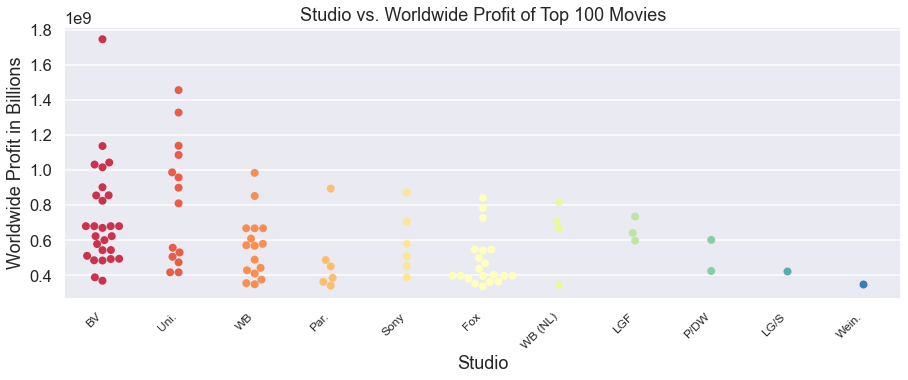 Studio vs. Worldwide Profit of Top 100 Movies
1e9
1.8
1.6
1.4
1.2
1.0
0.8
0.6
0.4
Worldwide Profit in Billions
BV
Uni.
WB
Par.
Sony
Fox
WB (NL)
LGF
P/DW
LG/S
Wein.
Studio